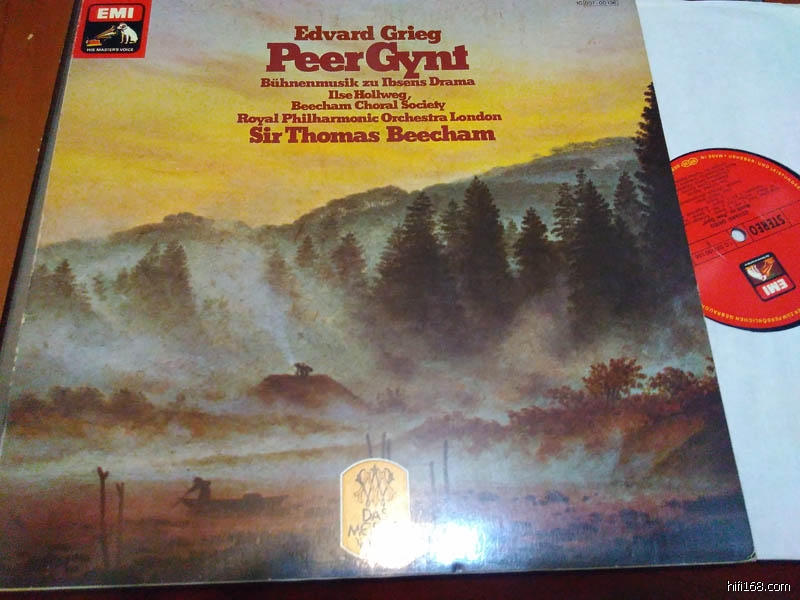 EMI
HIS MASTER'S VOICE
Edvard Grieg
Peer Gynt
Bühnenmusik zu Ibsens Drama
Ilse Hollweg,
Beecham Choral Society
Royal Philharmonic Orchestra London
Sir Thomas Beecham
DAS
STEREO
EMI
hifi168.com